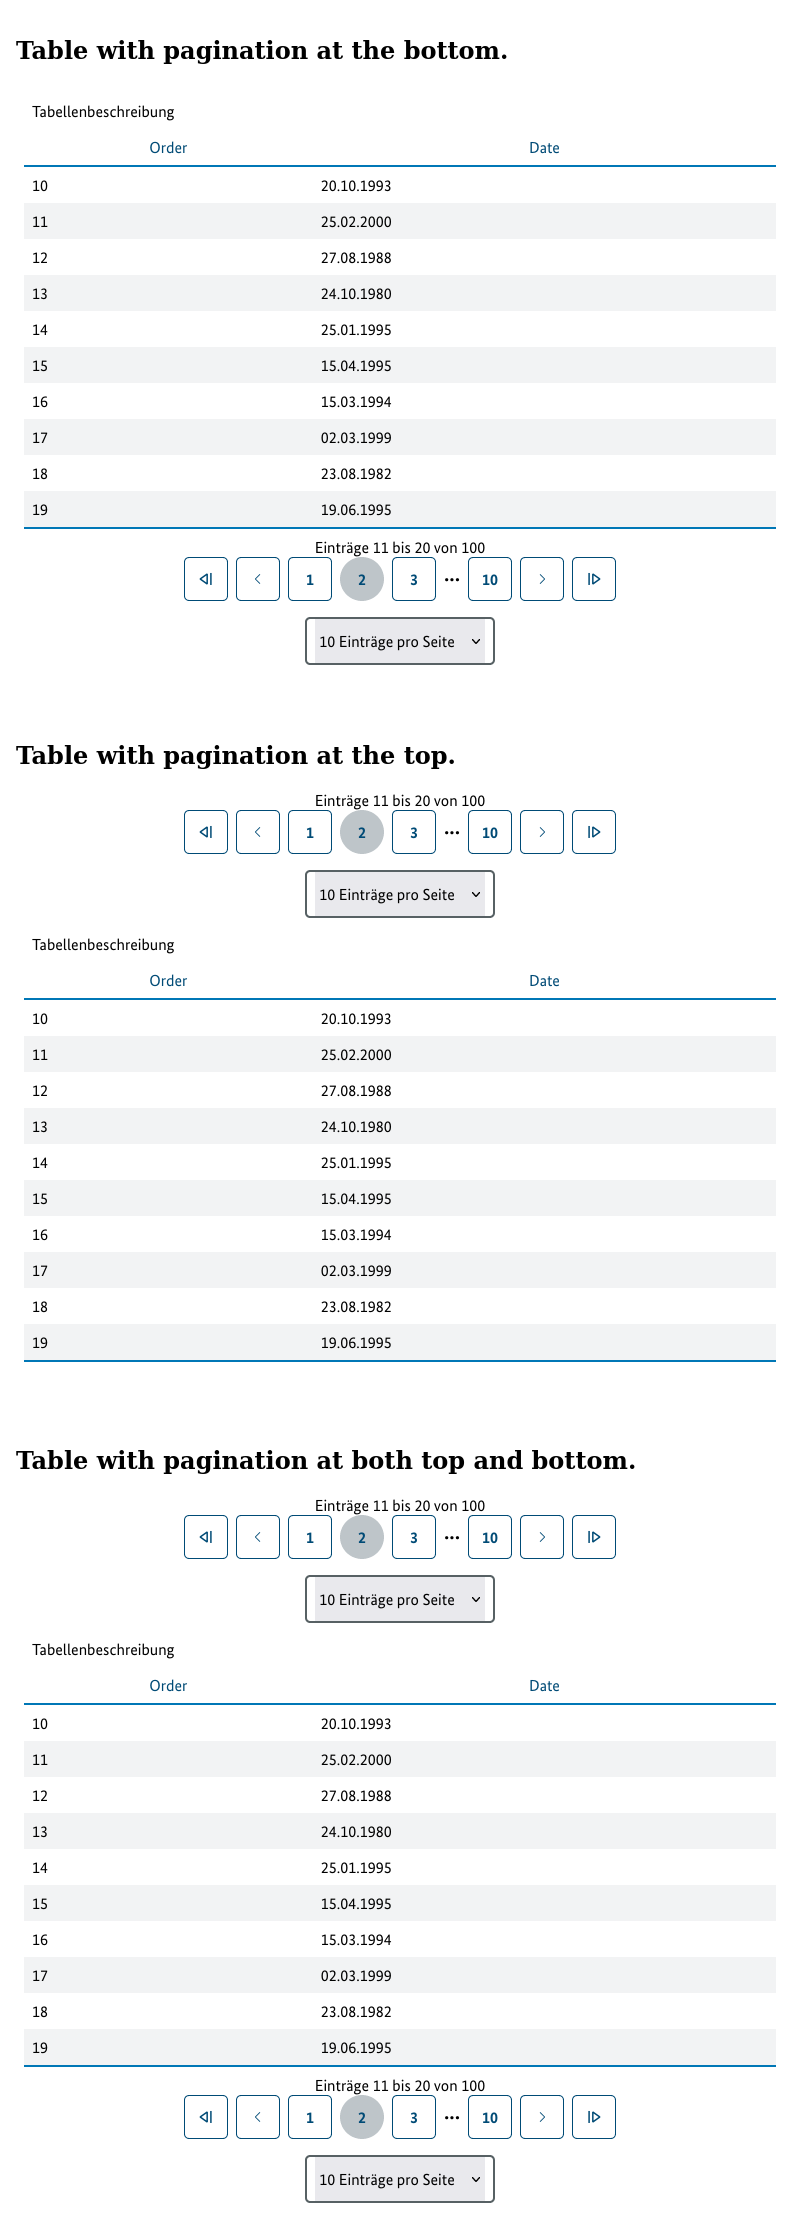 Table with pagination at the bottom.
Tabellenbeschreibung
Order Date
10 20.10.1993
11 25.02.2000
12 27.08.1988
13 24.10.1980
14 25.01.1995
15 15.04.1995
16 15.03.1994
17 02.03.1999
18 23.08.1982
19 19.06.1995
Einträge 11 bis 20 von 100
1 2 3 ••• 10
10 Einträge pro Seite
Table with pagination at the top.
Einträge 11 bis 20 von 100
1 2 3 ••• 10
10 Einträge pro Seite
Tabellenbeschreibung
Order Date
10 20.10.1993
11 25.02.2000
12 27.08.1988
13 24.10.1980
14 25.01.1995
15 15.04.1995
16 15.03.1994
17 02.03.1999
18 23.08.1982
19 19.06.1995
Table with pagination at both top and bottom.
Einträge 11 bis 20 von 100
1 2 3 ••• 10
10 Einträge pro Seite
Tabellenbeschreibung
Order Date
10 20.10.1993
11 25.02.2000
12 27.08.1988
13 24.10.1980
14 25.01.1995
15 15.04.1995
16 15.03.1994
17 02.03.1999
18 23.08.1982
19 19.06.1995
Einträge 11 bis 20 von 100
1 2 3 ••• 10
10 Einträge pro Seite